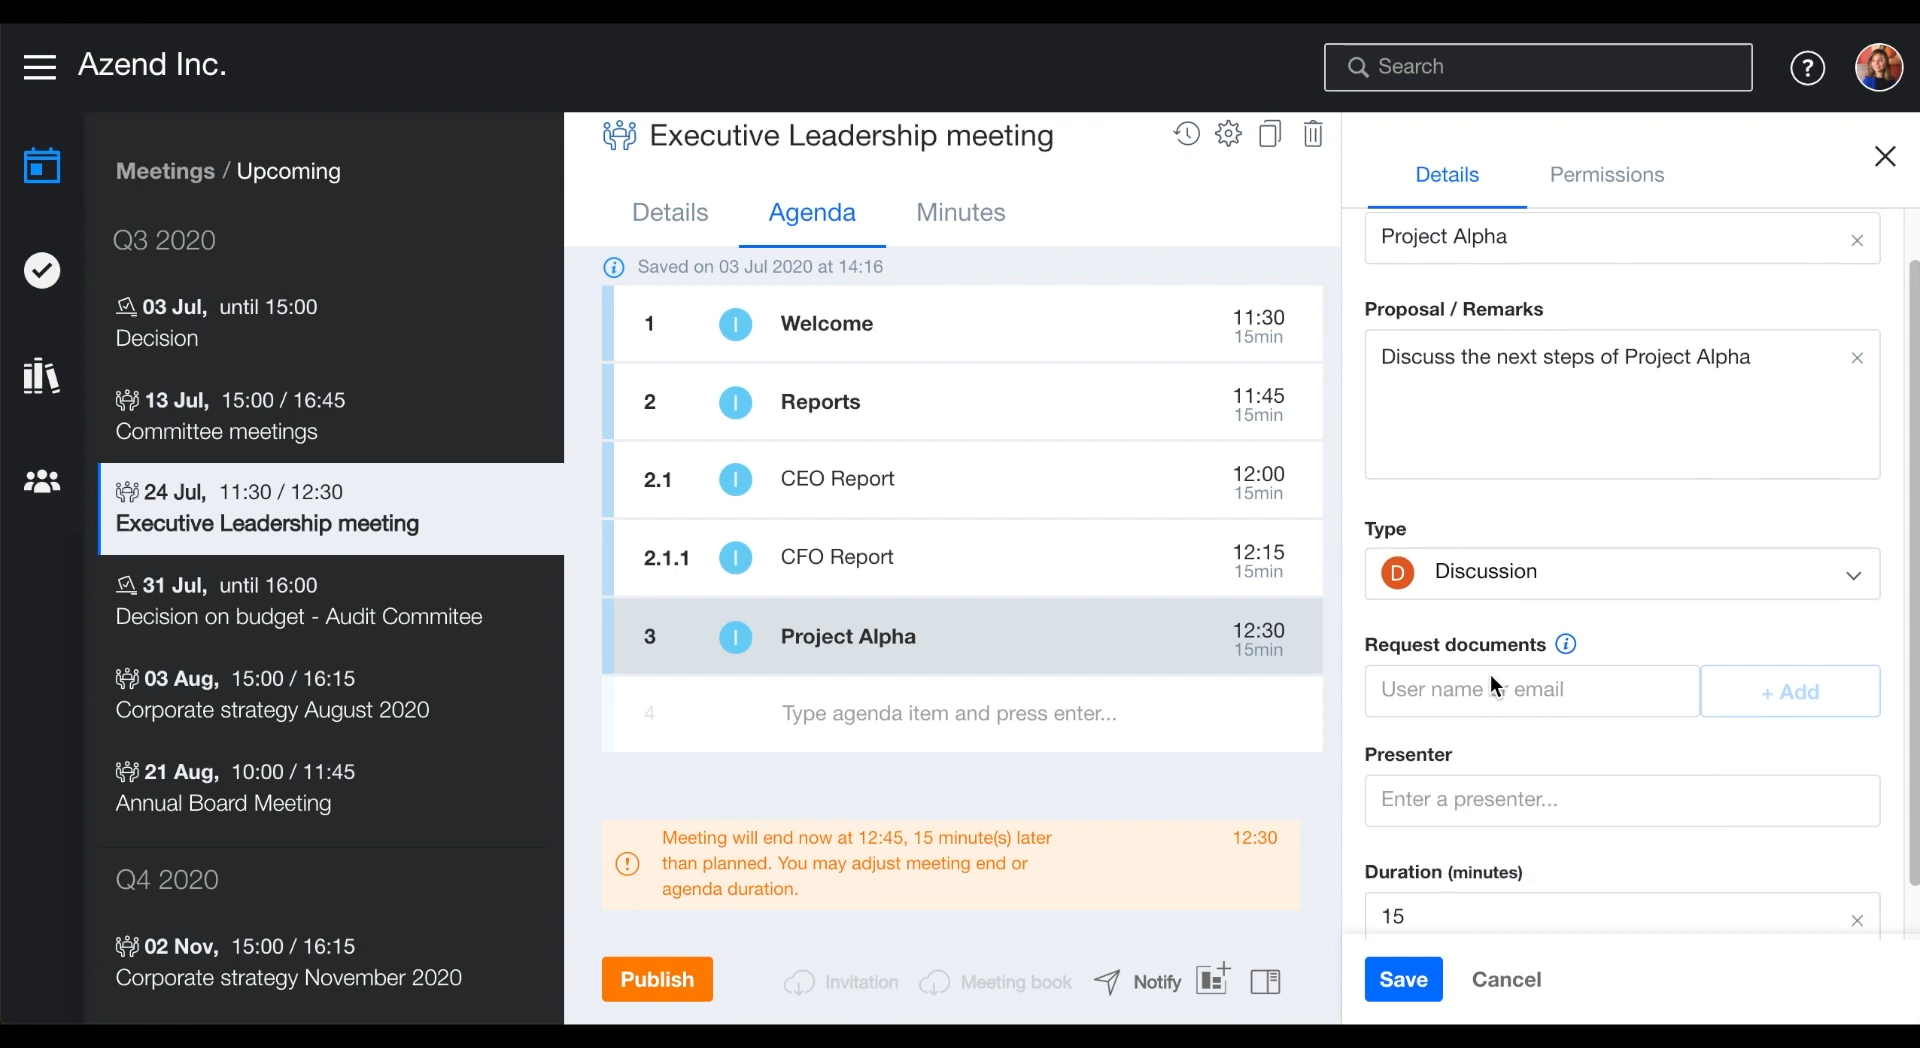 Azend Inc.
Search
?
Meetings / Upcoming
Q3 2020
03 Jul, until 15:00
Decision
13 Jul, 15:00 / 16:45
Committee meetings
24 Jul, 11:30 / 12:30
Executive Leadership meeting
31 Jul, until 16:00
Decision on budget - Audit Commitee
03 Aug, 15:00 / 16:15
Corporate strategy August 2020
21 Aug, 10:00 / 11:45
Annual Board Meeting
Q4 2020
02 Nov, 15:00 / 16:15
Corporate strategy November 2020
Executive Leadership meeting
Details Agenda Minutes
Saved on 03 Jul 2020 at 14:16
1 I Welcome 11:30
15min
2 I Reports 11:45
15min
2.1 I CEO Report 12:00
15min
2.1.1 I CFO Report 12:15
15min
3 I Project Alpha 12:30
15min
4 Type agenda item and press enter...
Meeting will end now at 12:45, 15 minute(s) later 12:30
than planned. You may adjust meeting end or
agenda duration.
Publish Invitation Meeting book Notify
Details Permissions
Project Alpha
Proposal / Remarks
Discuss the next steps of Project Alpha
Type
D Discussion
Request documents
User name or email + Add
Presenter
Enter a presenter...
Duration (minutes)
15
Save Cancel